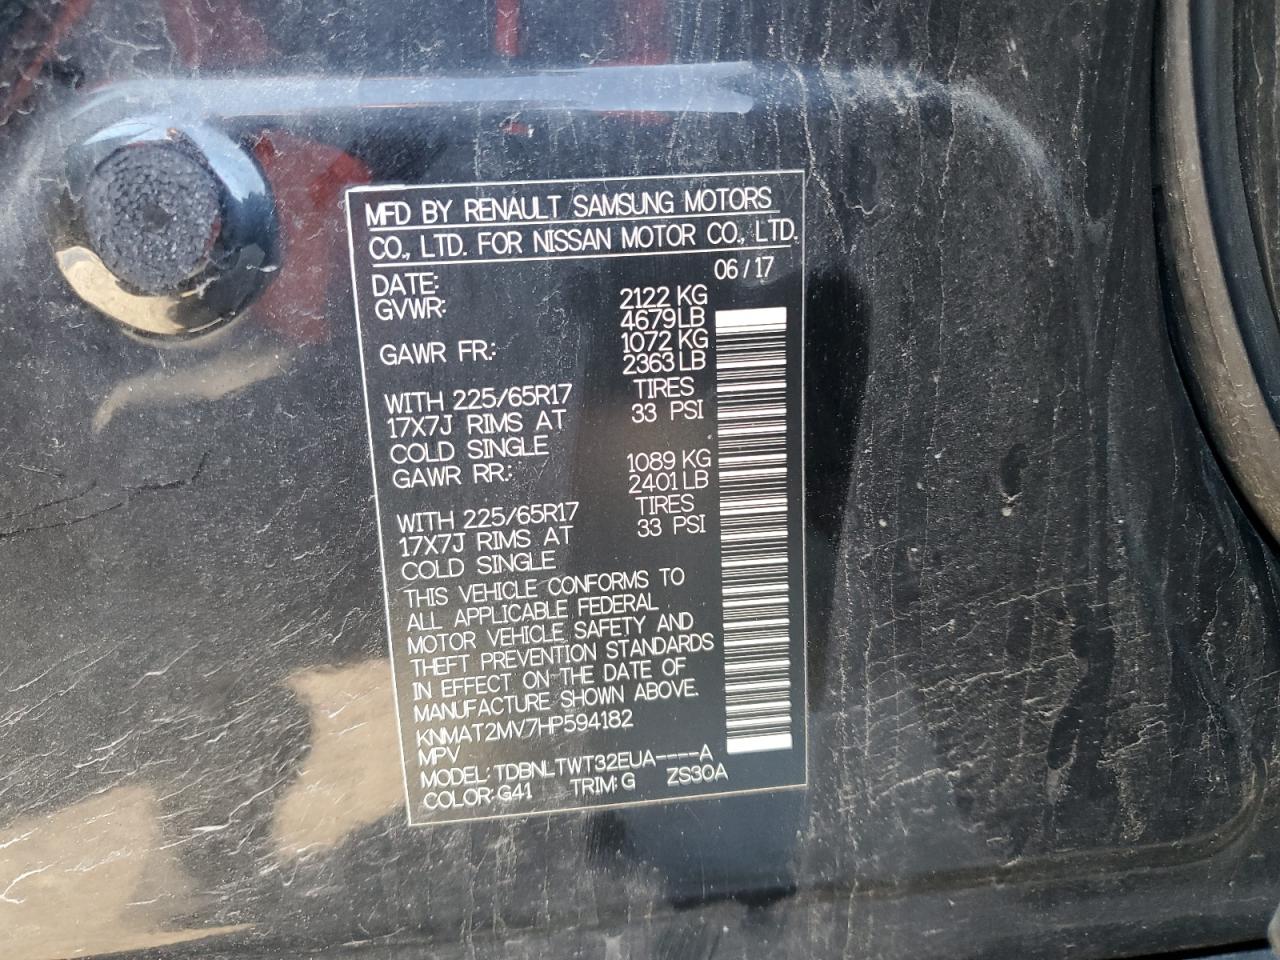 MFD BY RENAULT SAMSUNG MOTORS
CO., LTD. FOR NISSAN MOTOR CO., LTD.
DATE: 06/17
GVWR: 2122 KG
4679 LB
GAWR FR: 1072 KG
2363 LB
WITH 225/65R17 TIRES
17X7J RIMS AT 33 PSI
COLD SINGLE
GAWR RR: 1089 KG
2401 LB
WITH 225/65R17 TIRES
17X7J RIMS AT 33 PSI
COLD SINGLE
THIS VEHICLE CONFORMS TO
ALL APPLICABLE FEDERAL
MOTOR VEHICLE SAFETY AND
THEFT PREVENTION STANDARDS
IN EFFECT ON THE DATE OF
MANUFACTURE SHOWN ABOVE.
KNMAT2MV7HP594182
MPV
MODEL: TDBNLTWT32EUA----A
COLOR: G41 TRIM: G ZS30A